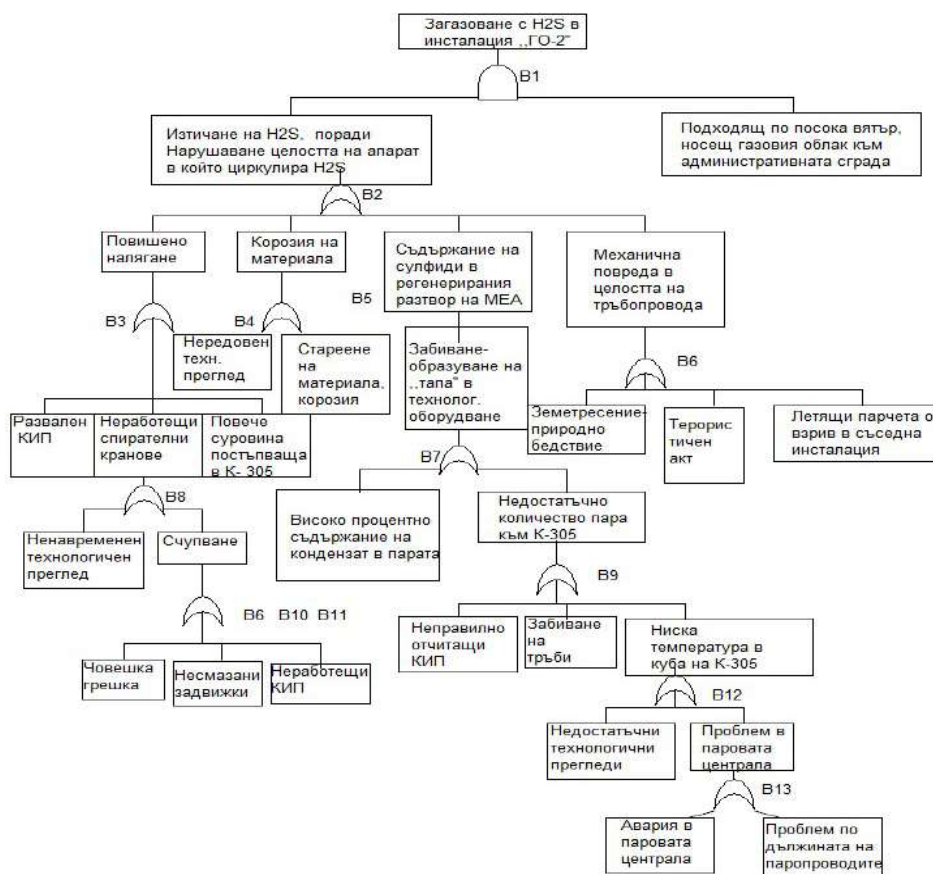 Загазоване с H2S в
инсталация ,,ГО-2"
B1
Изтичане на H2S, поради
Нарушаване целостта на апарат
в който циркулира H2S
Подходящ по посока вятър,
носещ газовия облак към
административната сграда
B2
Повишено
налягане
Корозия на
материала
Съдържание на
сулфиди в
регенерирания
разтвор на МЕА
Механична
повреда в
целостта на
тръбопровода
B3
B4
B5
B6
Нередовен
техн.
преглед
Стареене
на
материала,
корозия
Забиване-
образуване на
,,тапа" в
технолог.
оборудване
Земетресение-
природно
бедствие
Терорис
тичен
акт
Летящи парчета о
взрив в съседна
инсталация
Развален
КИП
Неработещи
спирателни
кранове
Повече
суровина
постъпваща
в К- 305
B7
B8
Ненавременен
технологичен
преглед
Счупване
Високо процентно
съдържание на
кондензат в парата
Недостатъчно
количество пара
към К-305
B6 B10 B11
B9
Човешка
грешка
Несмазани
задвижки
Неработещи
КИП
Неправилно
отчитащи
КИП
Забиване
на
тръби
Ниска
температура в
куба на К-305
B12
Недостатъчни
технологични
прегледи
Проблем в
паровата
централа
B13
Авария в
паровата
централа
Проблем по
дължината на
паропроводите